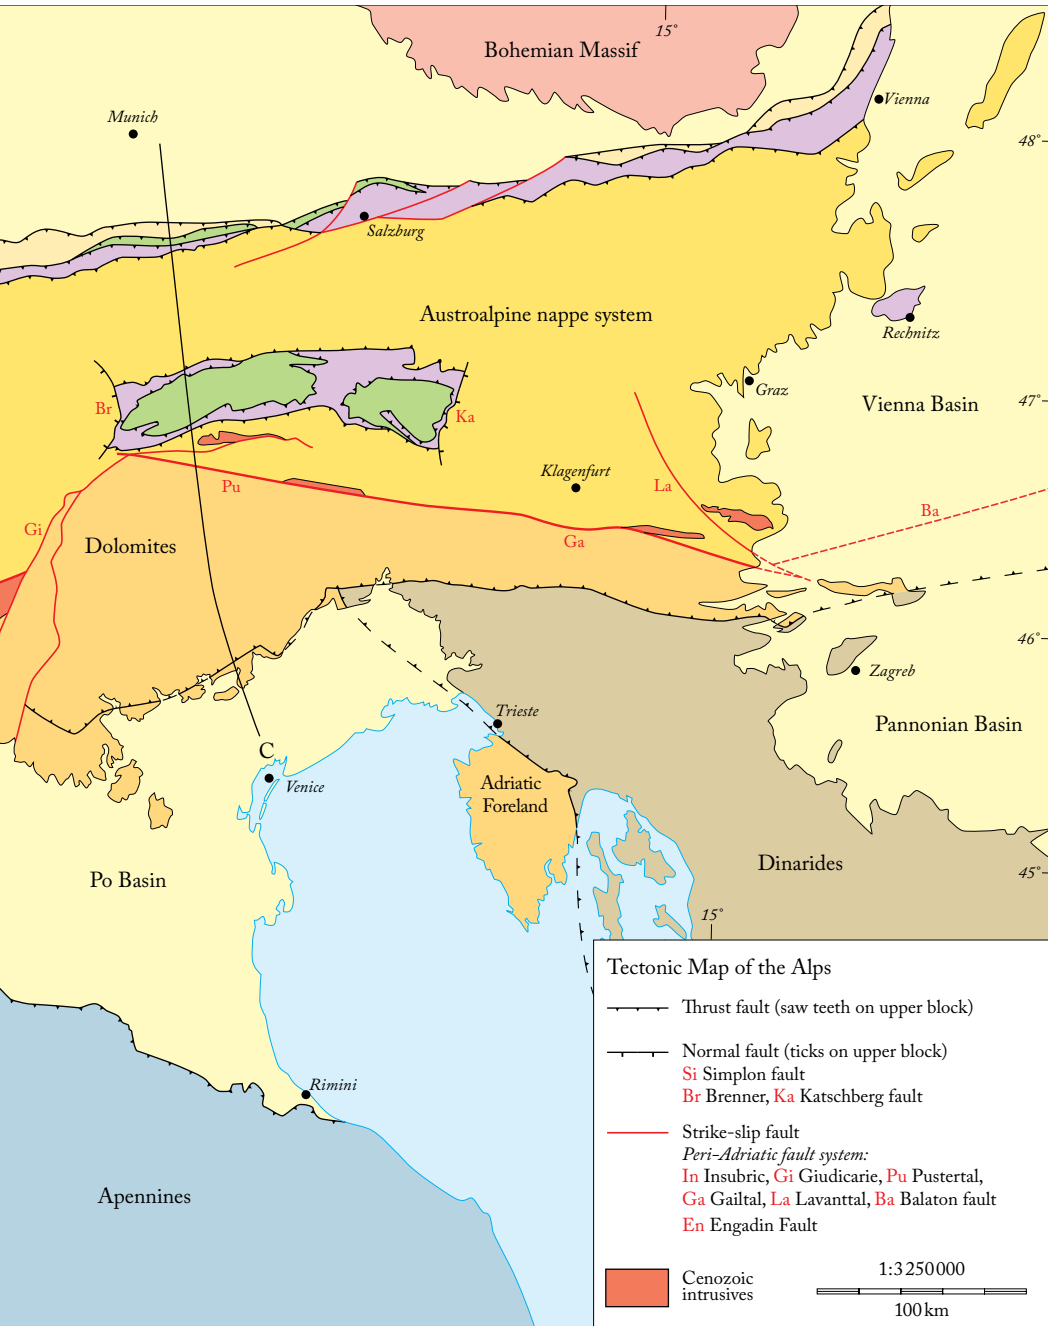 15°
Bohemian Massif
Vienna
Munich
48°
Salzburg
Austroalpine nappe system
Rechnitz
Graz
47°
Vienna Basin
Br
Ka
Klagenfurt
Pu
La
Ba
Gi
Ga
Dolomites
46°
Zagreb
Trieste
Pannonian Basin
C
Venice
Adriatic
Foreland
Dinarides
45°
Po Basin
15°
Rimini
Apennines
Tectonic Map of the Alps
Thrust fault (saw teeth on upper block)
Normal fault (ticks on upper block)
Si Simplon fault
Br Brenner, Ka Katschberg fault
Strike-slip fault
Peri-Adriatic fault system:
In Insubric, Gi Giudicarie, Pu Pustertal,
Ga Gailtal, La Lavanttal, Ba Balaton fault
En Engadin Fault
Cenozoic
intrusives
1:3250000
100 km